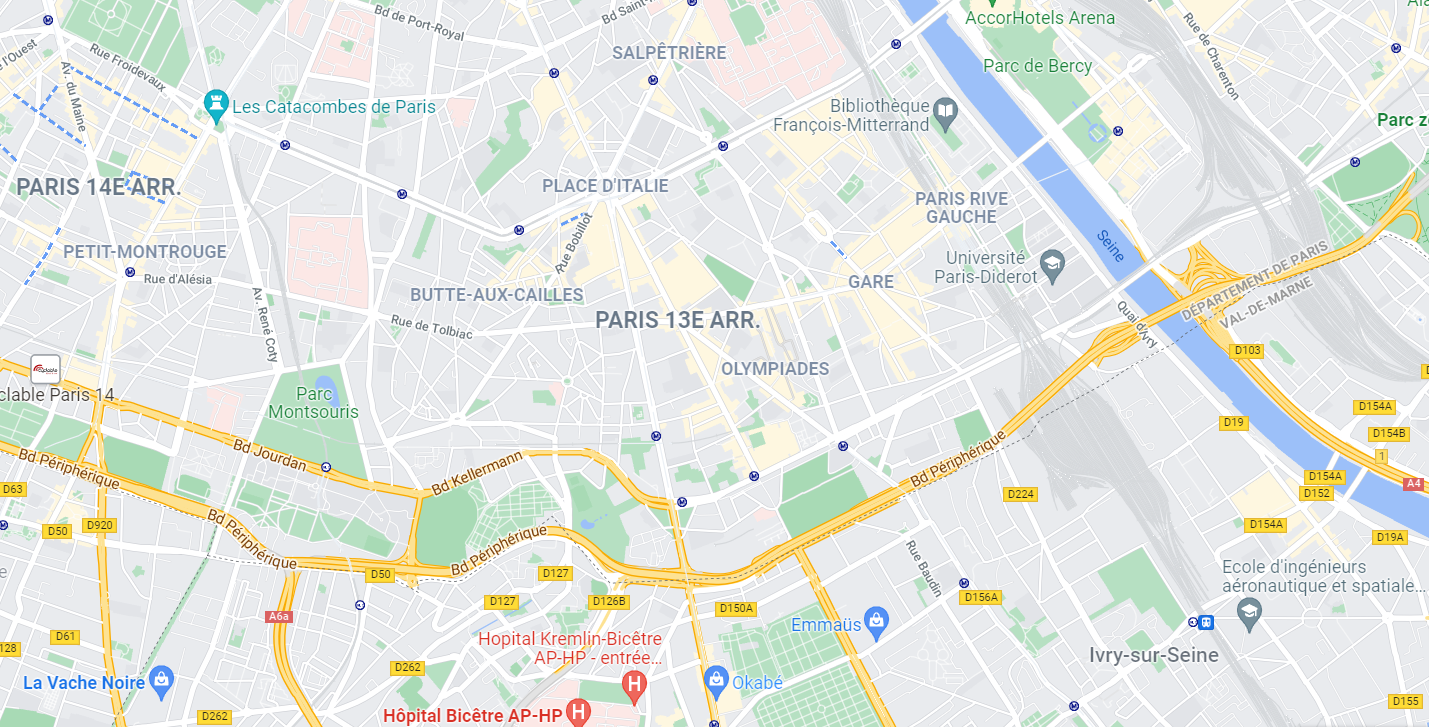 Bd de Port-Royal
AccorHotels Arena
Rue de Charenton
SALPÊTRIÈRE
Rue Froidevaux
Parc de Bercy
Av. du Maine
Les Catacombes de Paris
Bibliothèque
François-Mitterrand
PARIS 14E ARR.
PLACE D'ITALIE
PARIS RIVE
GAUCHE
Rue Bobillot
PETIT-MONTROUGE
Seine
Rue d'Alésia
Université
Paris-Diderot
DÉPARTEMENT DE PARIS
VAL-DE-MARNE
GARE
BUTTE-AUX-CAILLES
Av. René Coty
Rue de Tolbiac
PARIS 13E ARR.
Quai d'Ivry
D103
OLYMPIADES
clable Paris 14
Parc
Montsouris
D154A
D19
D154B
1
Bd Jourdan
Bd Kellermann
Bd Périphérique
Bd Périphérique
D154A
A4
D63
D224
D152
Bd Périphérique
D50
D920
D154A
D19A
Bd Périphérique
Rue Baudin
D50
D127
Ecole d'ingénieurs
aéronautique et spatiale...
D127
D126B
D150A
D156A
A6a
Emmaüs
D61
128
Hopital Kremlin-Bicêtre
AP-HP - entrée...
Ivry-sur-Seine
D262
La Vache Noire
Okabé
D155
D262
Hôpital Bicêtre AP-HP